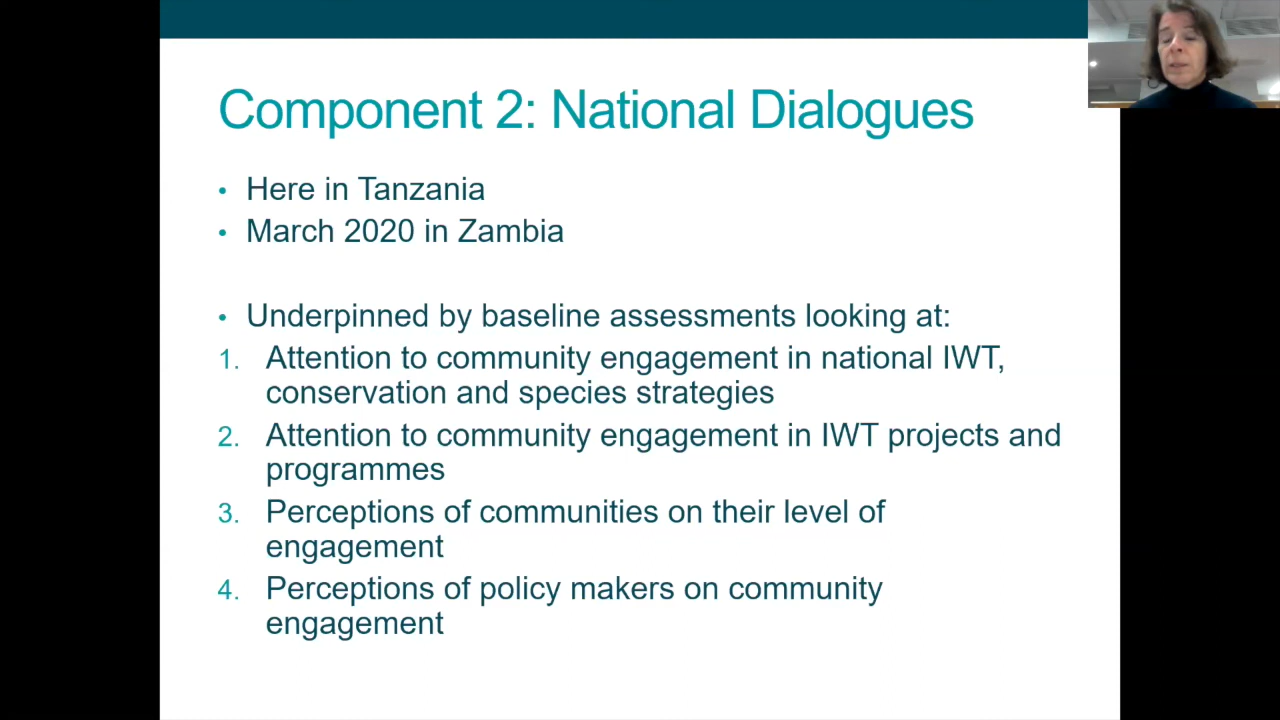 Component 2: National Dialogues
• Here in Tanzania
• March 2020 in Zambia
• Underpinned by baseline assessments looking at:
1. Attention to community engagement in national IWT,
conservation and species strategies
2. Attention to community engagement in IWT projects and
programmes
3. Perceptions of communities on their level of
engagement
4. Perceptions of policy makers on community
engagement